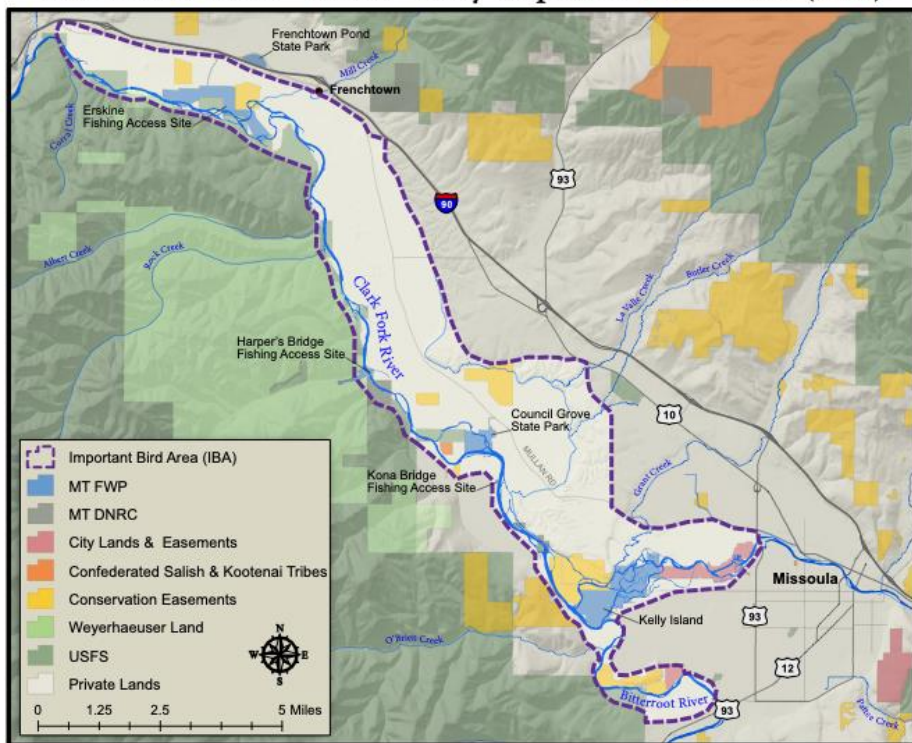 Frenchtown Pond
State Park
Mill Creek
Frenchtown
Erskine
Fishing Access Site
Corral Creek
93
90
Albert Creek
Rock Creek
La Valle Creek
Butler Creek
Clark Fork River
Harper's Bridge
Fishing Access Site
10
Council Grove
State Park
MULLAN RD
Grant Creek
Kona Bridge
Fishing Access Site
Missoula
Kelly Island
93
O'Brien Creek
12
Bitterroot River
93
Pattee Creek
Important Bird Area (IBA)
MT FWP
MT DNRC
City Lands & Easements
Confederated Salish & Kootenai Tribes
Conservation Easements
Weyerhaeuser Land
USFS
Private Lands
N
W E
S
0 1.25 2.5 5 Miles